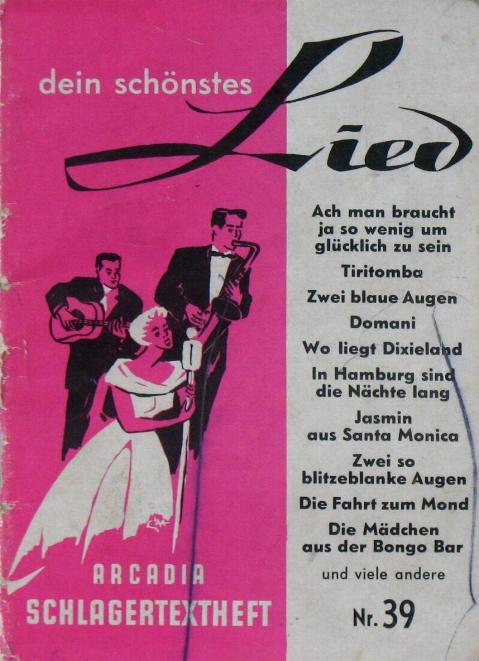 dein schönstes
Lied
Ach man braucht
ja so wenig um
glücklich zu sein
Tiritomba
Zwei blaue Augen
Domani
Wo liegt Dixieland
In Hamburg sind
die Nächte lang
Jasmin
aus Santa Monica
Zwei so
blitzeblanke Augen
Die Fahrt zum Mond
Die Mädchen
aus der Bongo Bar
und viele andere
Nr. 39
ARCADIA
SCHLAGERTEXTHEFT